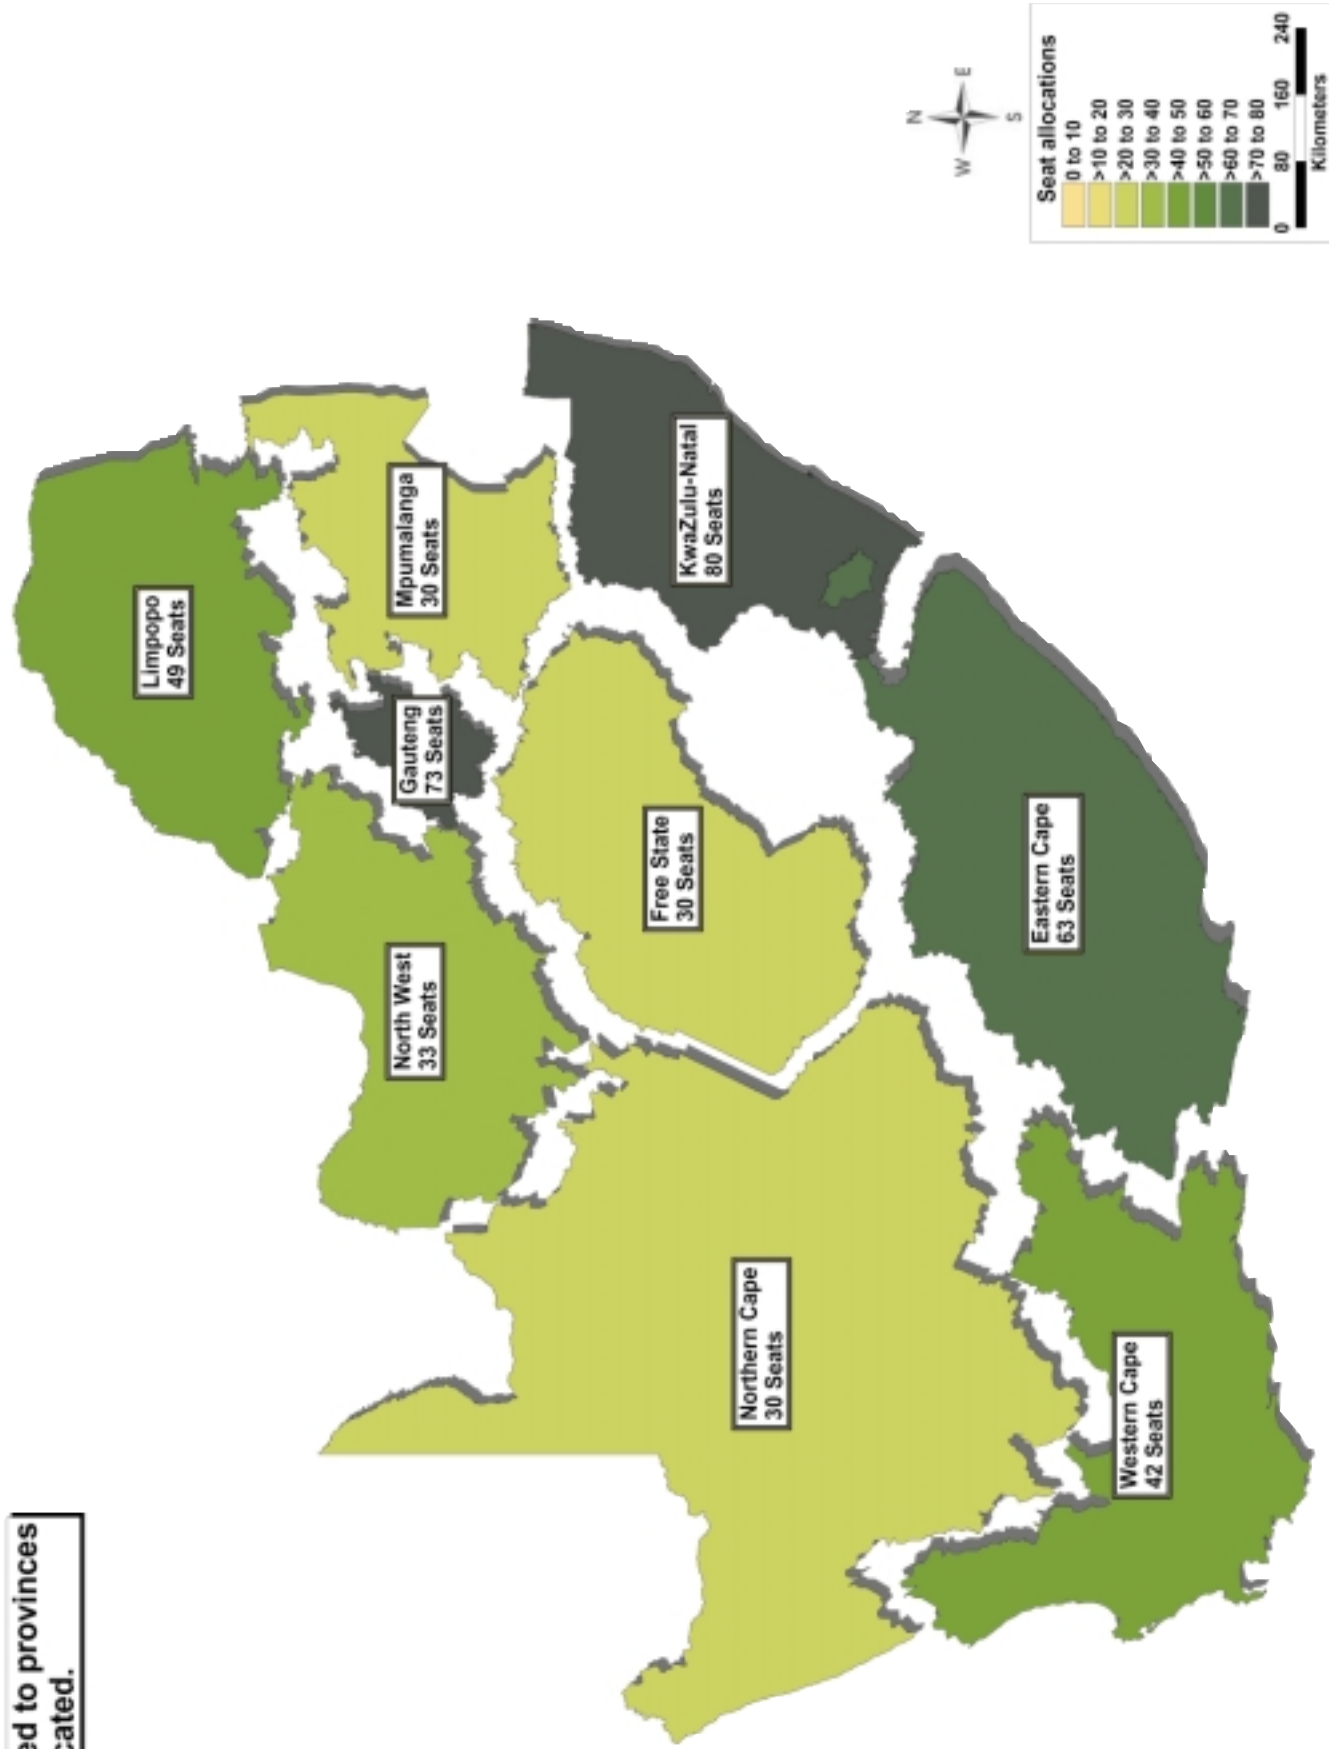 ed to provinces
cated.
Limpopo
49 Seats
Mpumalanga
30 Seats
Gauteng
73 Seats
North West
33 Seats
KwaZulu-Natal
80 Seats
Free State
30 Seats
Northern Cape
30 Seats
Eastern Cape
63 Seats
Western Cape
42 Seats
N
W
E
S
Seat allocations
0 to 10
>10 to 20
>20 to 30
>30 to 40
>40 to 50
>50 to 60
>60 to 70
>70 to 80
0 80 160 240
Kilometers